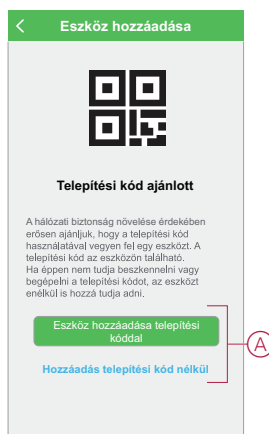 Eszköz hozzáadása
Telepítési kód ajánlott
A hálózati biztonság növelése érdekében
erősen ajánljuk, hogy a telepítési kód
használatával vegyen fel egy eszközt. A
telepítési kód az eszközön található.
Ha éppen nem tudja beszkennelni vagy
begépelni a telepítési kódot, az eszközt
enélkül is hozzá tudja adni.
Eszköz hozzáadása telepítési
kóddal
A
Hozzáadás telepítési kód nélkül